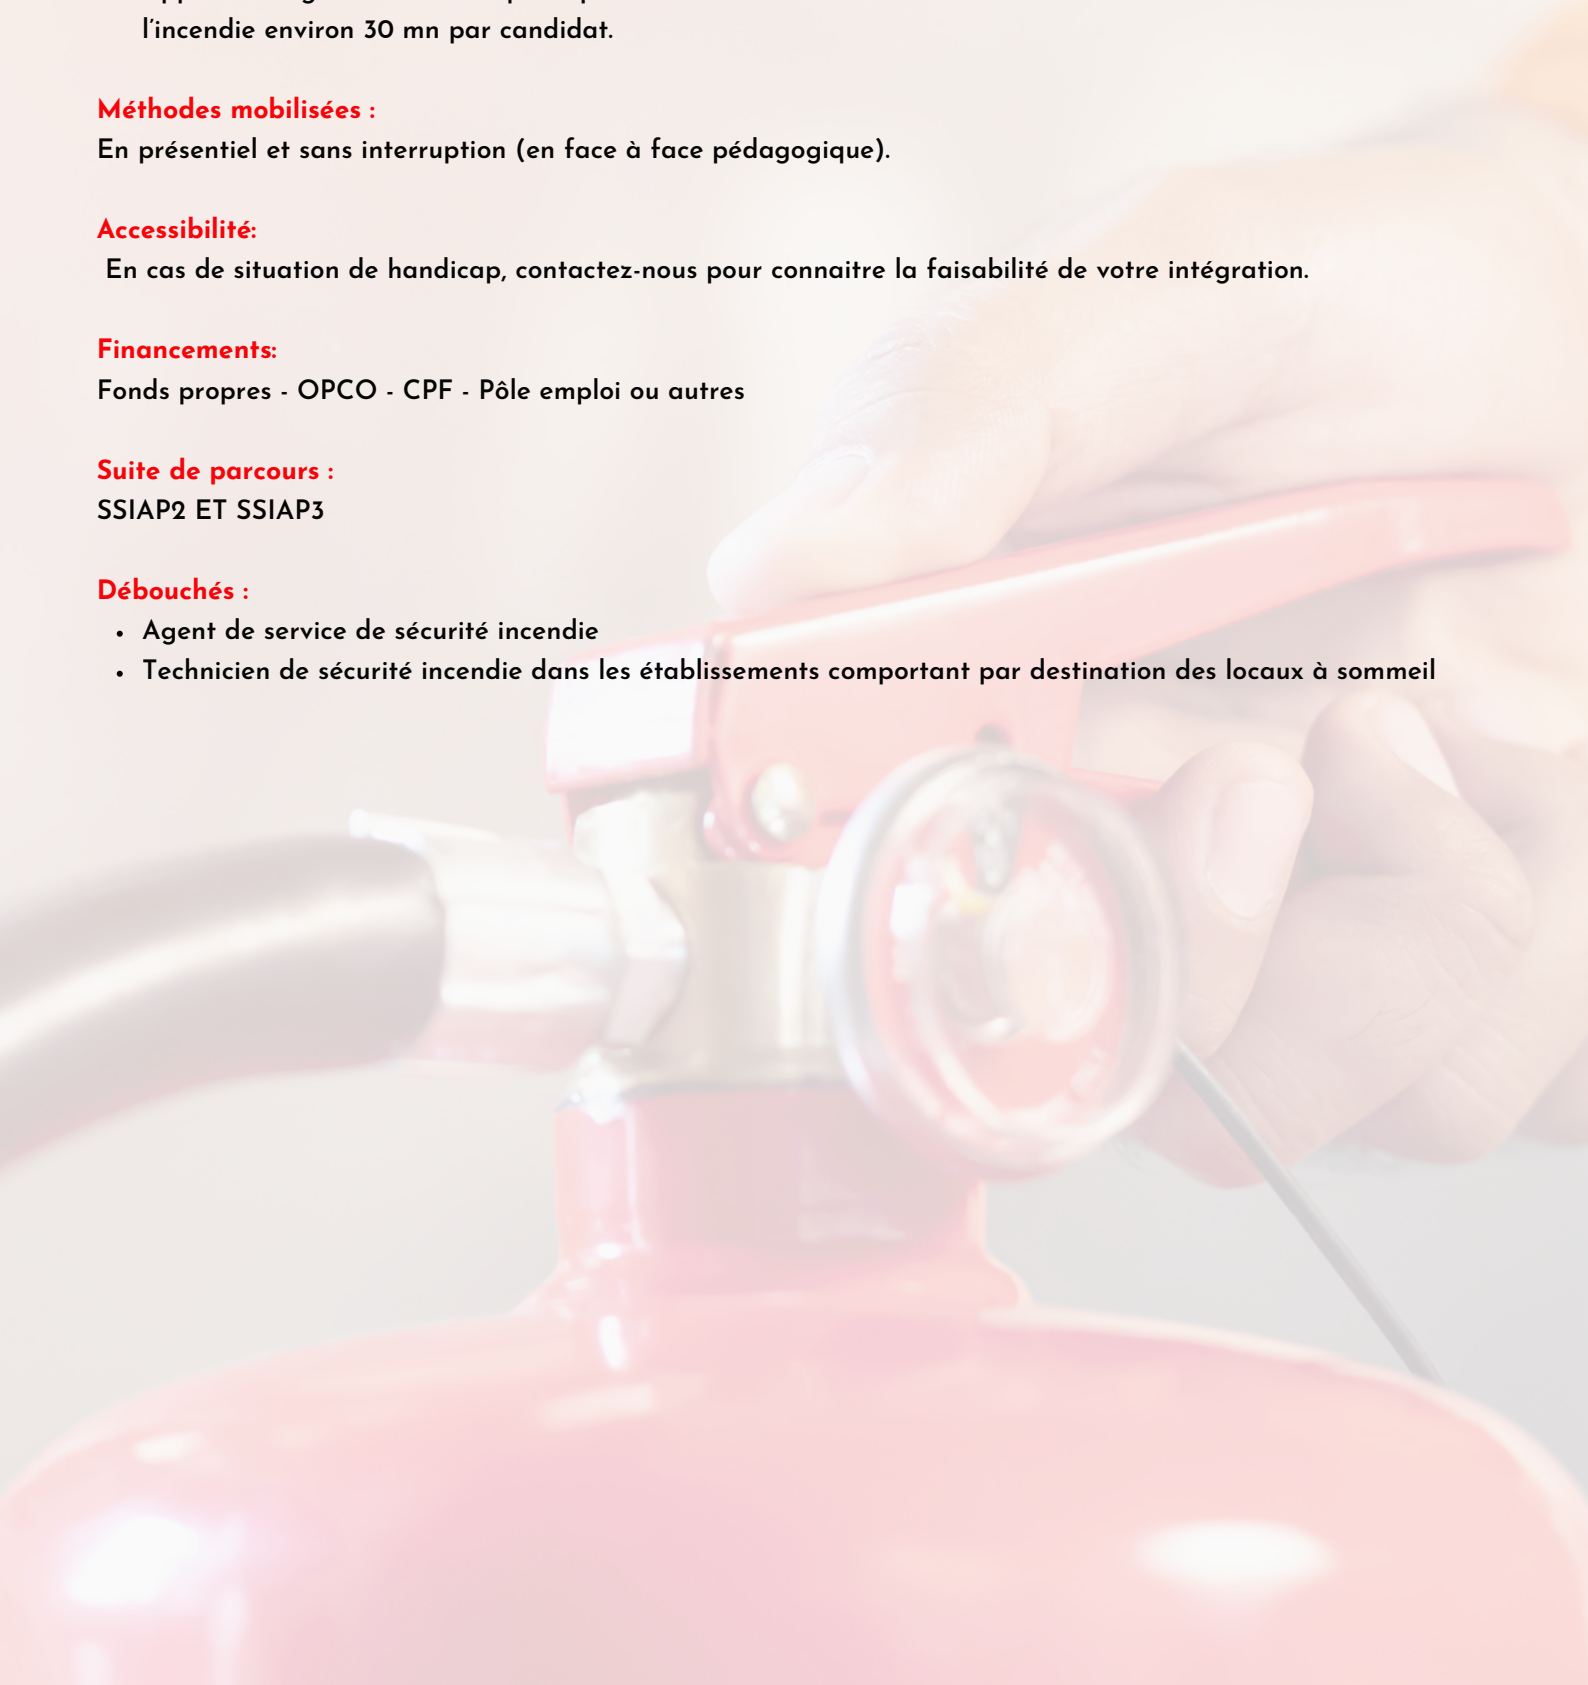 l'incendie environ 30 mn par candidat.
Méthodes mobilisées :
En présentiel et sans interruption (en face à face pédagogique).
Accessibilité:
En cas de situation de handicap, contactez-nous pour connaitre la faisabilité de votre intégration.
Financements:
Fonds propres - OPCO - CPF - Pôle emploi ou autres
Suite de parcours :
SSIAP2 ET SSIAP3
Débouchés :
• Agent de service de sécurité incendie
• Technicien de sécurité incendie dans les établissements comportant par destination des locaux à sommeil